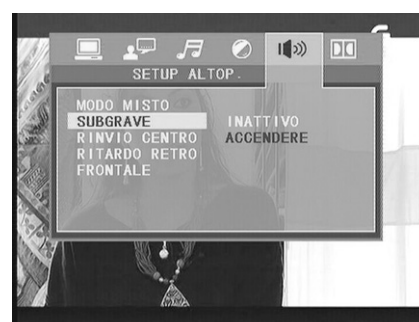 SETUP ALTOP.
MODO MISTO
SUBGRAVE INATTIVO
RINVIO CENTRO ACCENDERE
RITARDO RETRO
FRONTALE